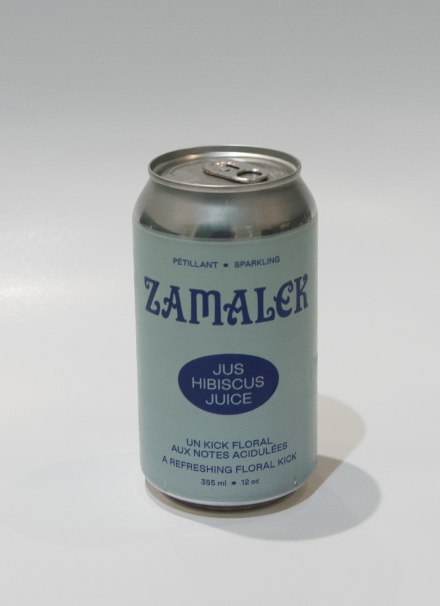 PÉTILLANT • SPARKLING
ZAMALEK
JUS
HIBISCUS
JUICE
UN KICK FLORAL
AUX NOTES ACIDULÉES
A REFRESHING FLORAL KICK
355 ml • 12 oz